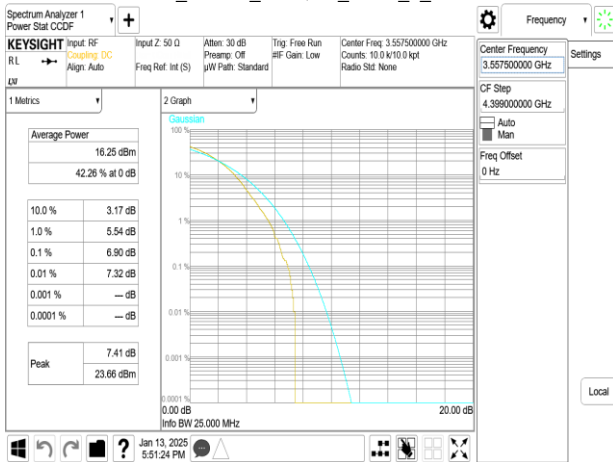 Spectrum Analyzer 1
Power Stat CCDF
Frequency
KEYSIGHT
RL
Input: RF
Coupling: DC
Align: Auto
Input Z: 50 Ω
Freq Ref: Int (S)
Atten: 30 dB
Preamp: Off
µW Path: Standard
Trig: Free Run
#IF Gain: Low
Center Freq: 3.557500000 GHz
Counts: 10.0 k/10.0 kpt
Radio Std: None
Center Frequency
3.557500000 GHz
Settings
CF Step
4.399000000 GHz
Auto
Man
Freq Offset
0 Hz
1 Metrics
Average Power
16.25 dBm
42.26 % at 0 dB
10.0 % 3.17 dB
1.0 % 5.54 dB
0.1 % 6.90 dB
0.01 % 7.32 dB
0.001 % --- dB
0.0001 % --- dB
Peak
7.41 dB
23.66 dBm
2 Graph
Gaussian
100 %
10 %
1 %
0.1 %
0.01 %
0.001 %
0.0001 %
0.00 dB
20.00 dB
Info BW 25.000 MHz
Local
?
Jan 13, 2025
5:51:24 PM